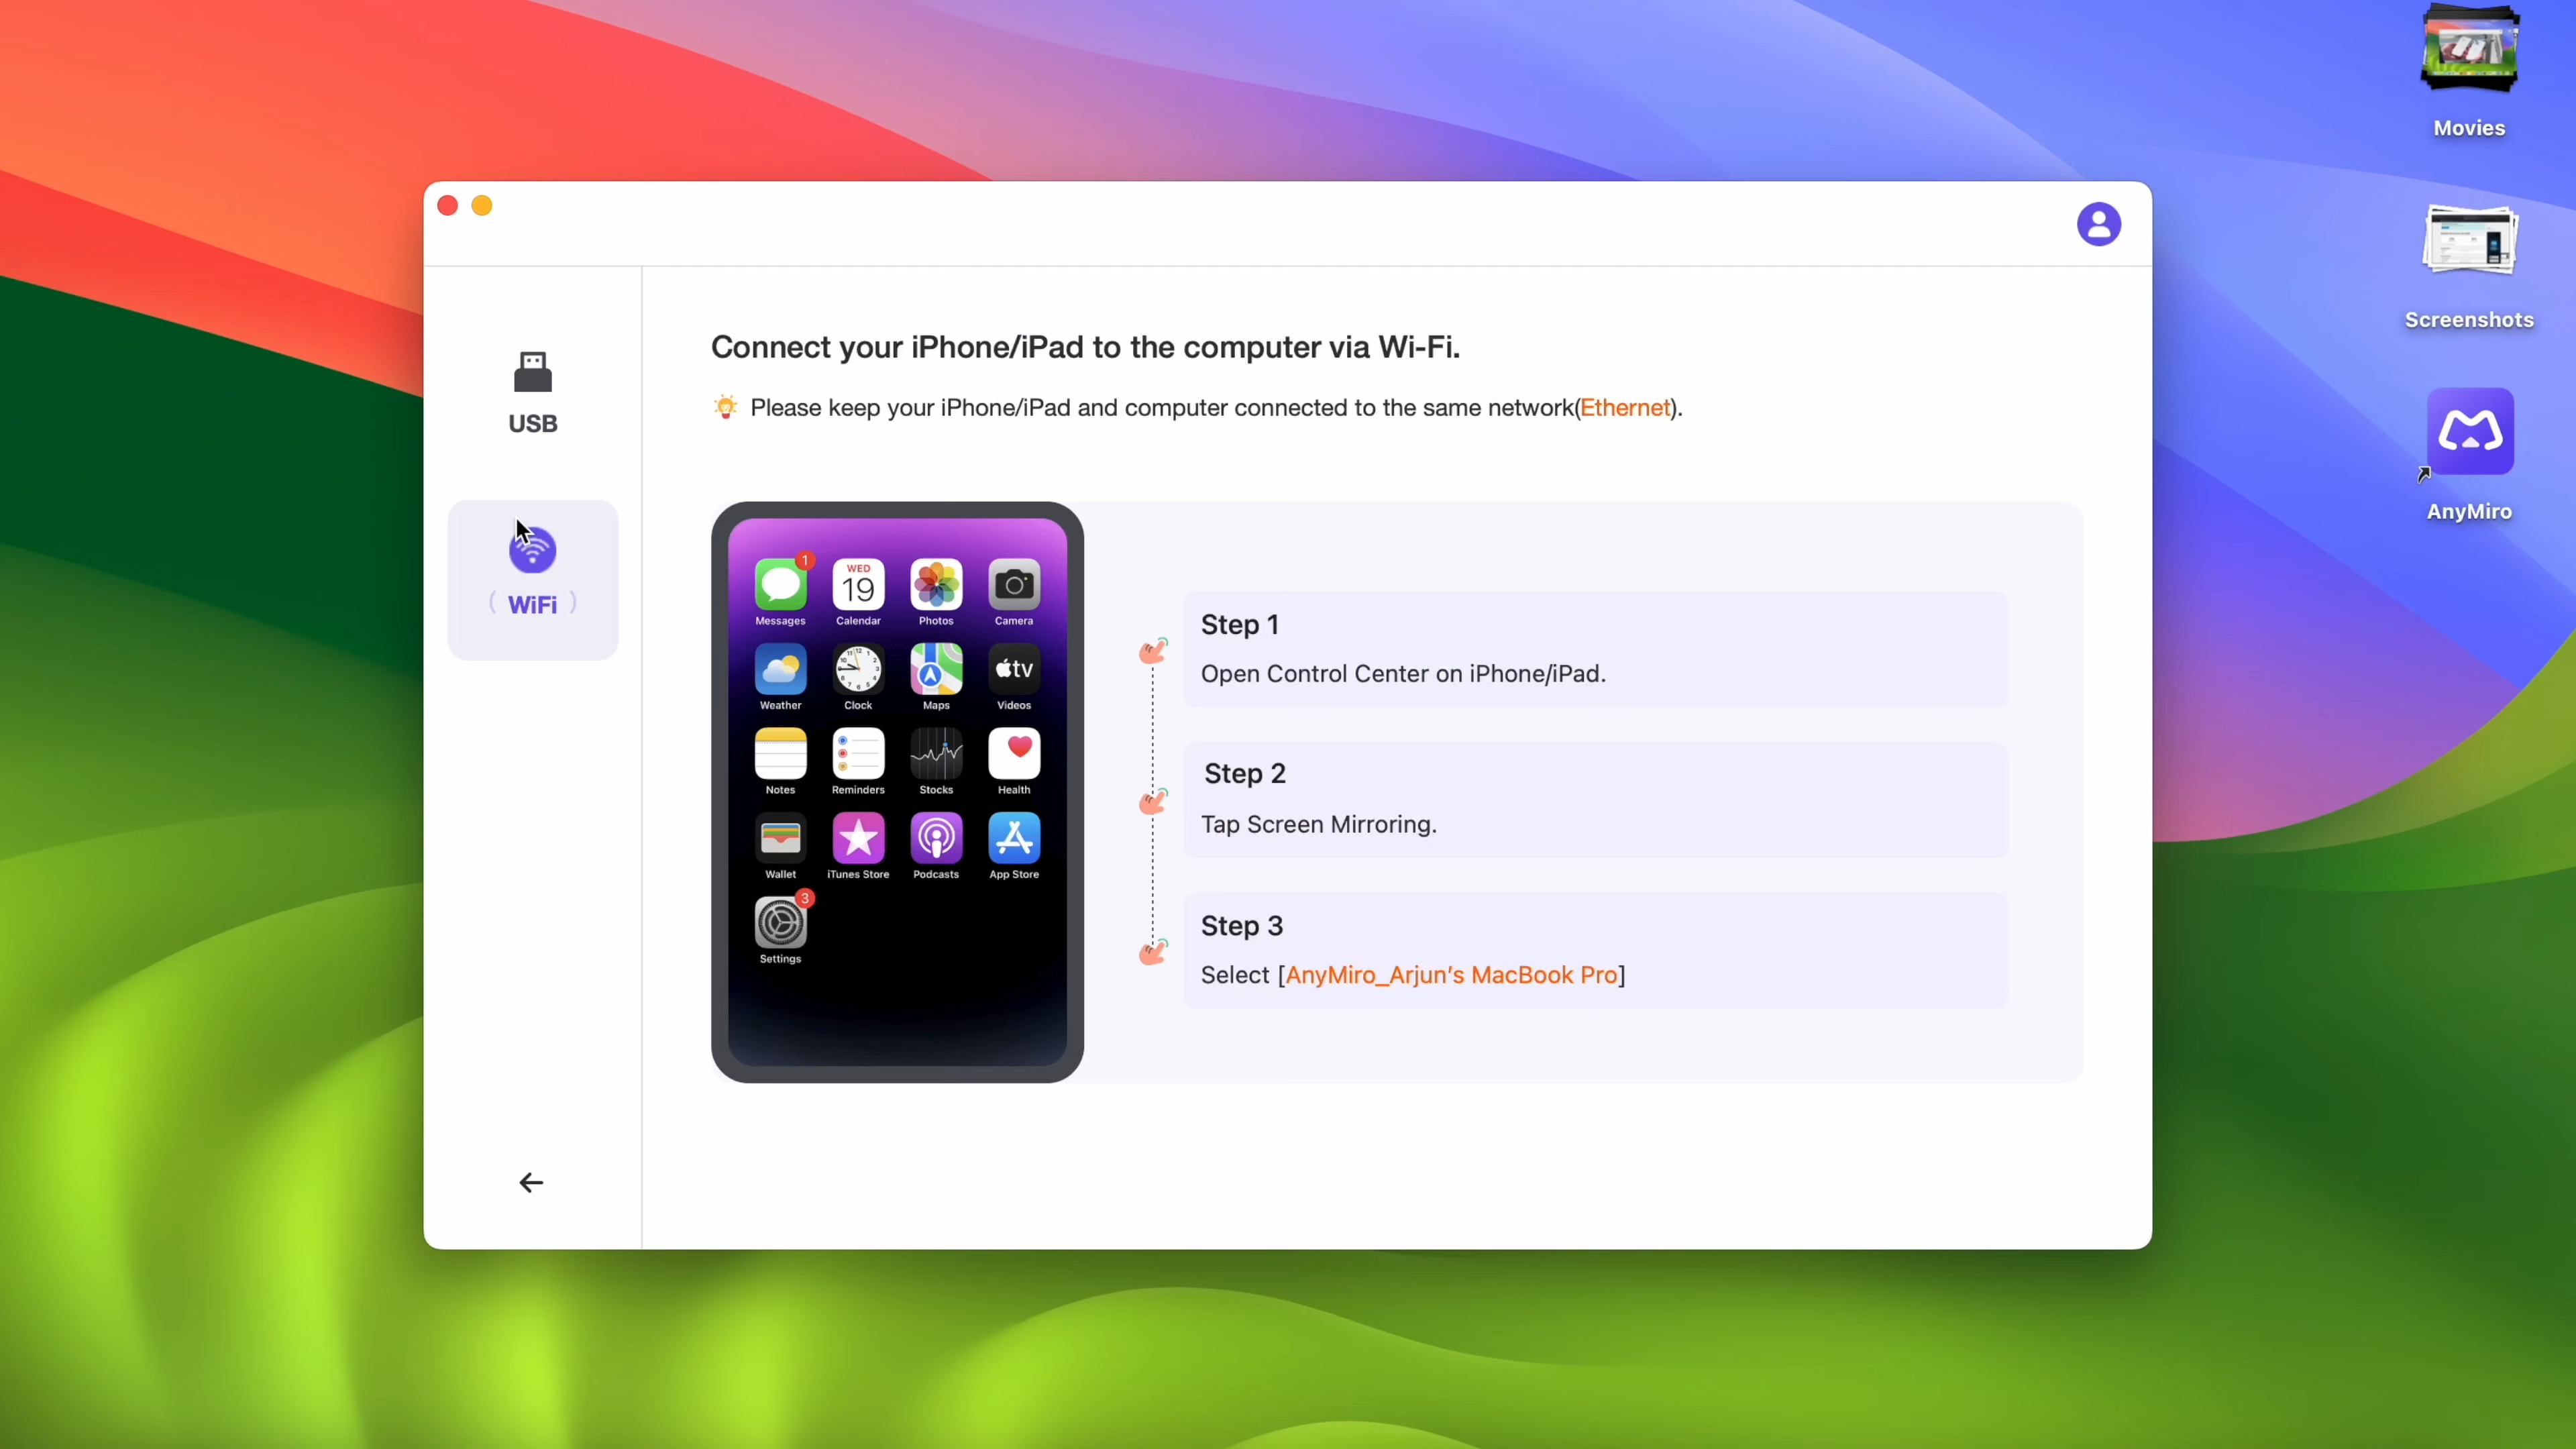 Movies
Screenshots
AnyMiro
USB
( WiFi )
Connect your iPhone/iPad to the computer via Wi-Fi.
Please keep your iPhone/iPad and computer connected to the same network(Ethernet).
1
WED
19
Messages Calendar Photos Camera
tv
Weather Clock Maps Videos
Notes Reminders Stocks Health
Wallet iTunes Store Podcasts App Store
3
Settings
Step 1
Open Control Center on iPhone/iPad.
Step 2
Tap Screen Mirroring.
Step 3
Select [AnyMiro_Arjun’s MacBook Pro]